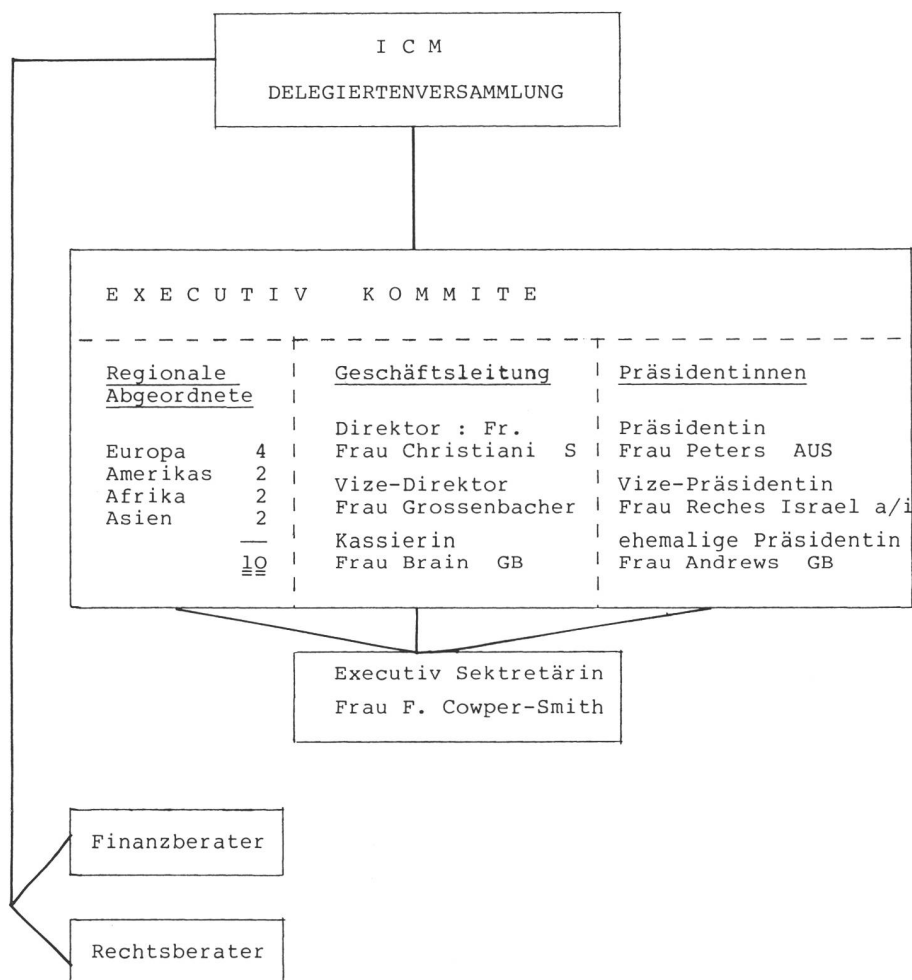 I C M
DELEGIERTENVERSAMMLUNG
EXECUTIV KOMMITE
Regionale
Abgeordnete
Europa 4
Amerikas 2
Afrika 2
Asien 2
10
Geschäftsleitung
Direktor : Fr.
Frau Christiani S
Vize-Direktor
Frau Grossenbacher
Kassierin
Frau Brain GB
Präsidentinnen
Präsidentin
Frau Peters AUS
Vize-Präsidentin
Frau Reches Israel a/i
ehemalige Präsidentin
Frau Andrews GB
Executiv Sektretärin
Frau F. Cowper-Smith
Finanzberater
Rechtsberater